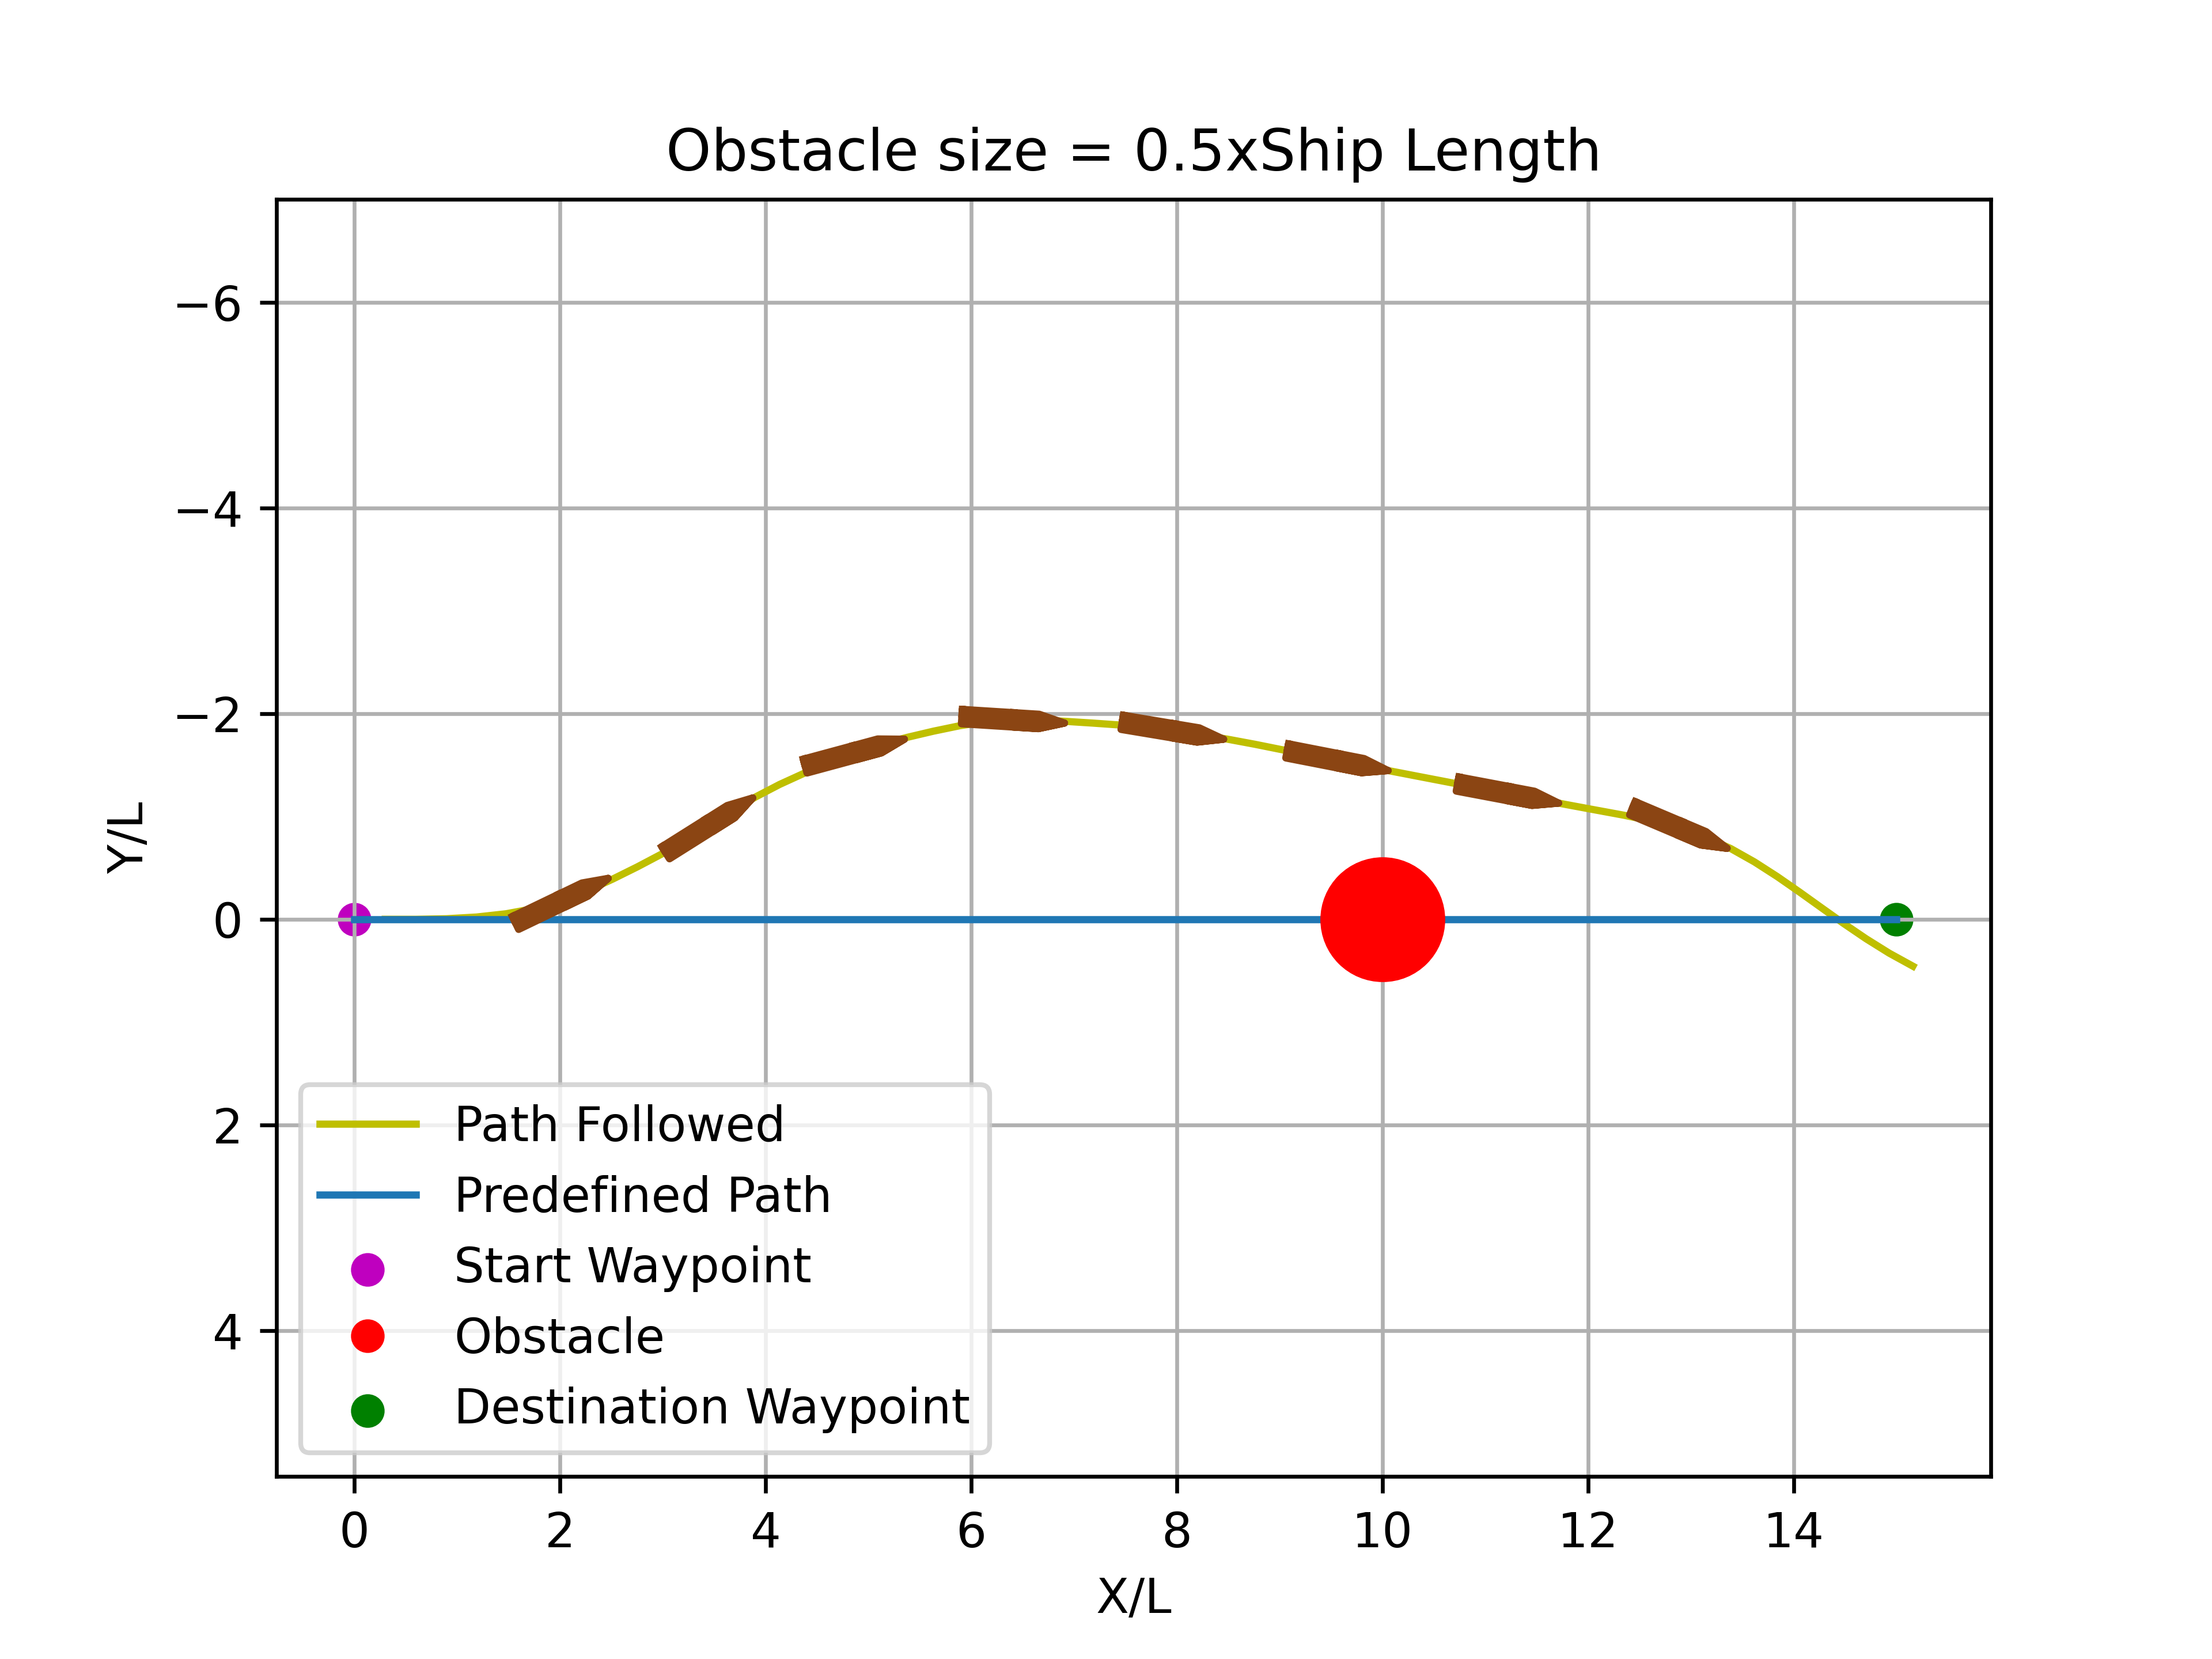 Obstacle size = 0.5xShip Length
−6
−4
−2
0
2
4
Y/L
Path Followed
Predefined Path
Start Waypoint
Obstacle
Destination Waypoint
0 2 4 6 8 10 12 14
X/L